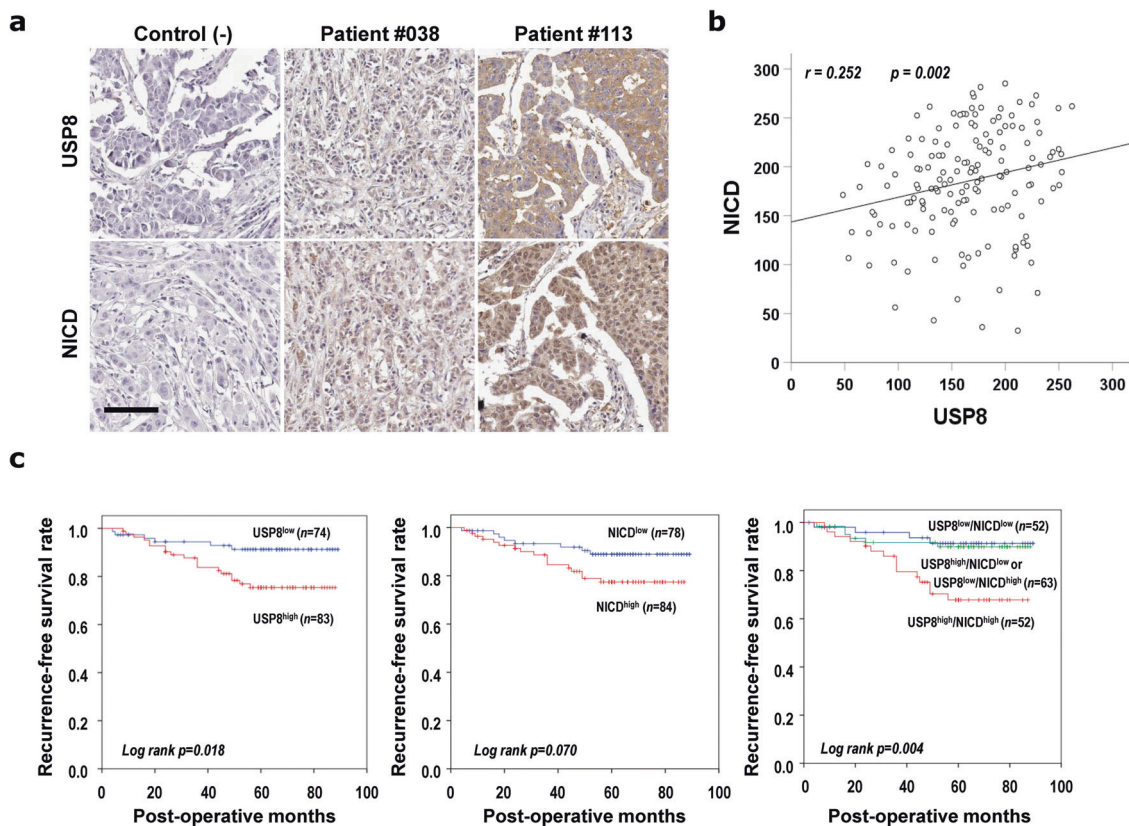 a
Control (-) Patient #038 Patient #113
USP8
NICD
b
r = 0.252 p = 0.002
300
250
200
150
100
50
0
NICD
0 50 100 150 200 250 300
USP8
c
Recurrence-free survival rate
1.0
0.8
0.6
0.4
0.2
0.0
USP8low (n=74)
USP8high (n=83)
Log rank p=0.018
0 20 40 60 80 100
Post-operative months
Recurrence-free survival rate
1.0
0.8
0.6
0.4
0.2
0.0
NICDlow (n=78)
NICDhigh (n=84)
Log rank p=0.070
0 20 40 60 80 100
Post-operative months
Recurrence-free survival rate
1.0
0.8
0.6
0.4
0.2
0.0
USP8low/NICDlow (n=52)
USP8high/NICDlow or
USP8low/NICDhigh (n=63)
USP8high/NICDhigh (n=52)
Log rank p=0.004
0 20 40 60 80 100
Post-operative months